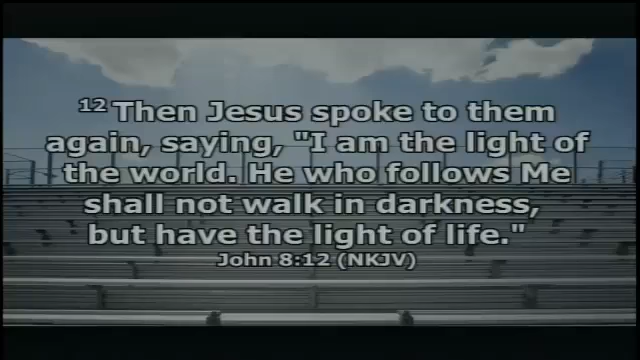 12 Then Jesus spoke to them
again, saying, "I am the light of
the world. He who follows Me
shall not walk in darkness,
but have the light of life."
John 8:12 (NKJV)